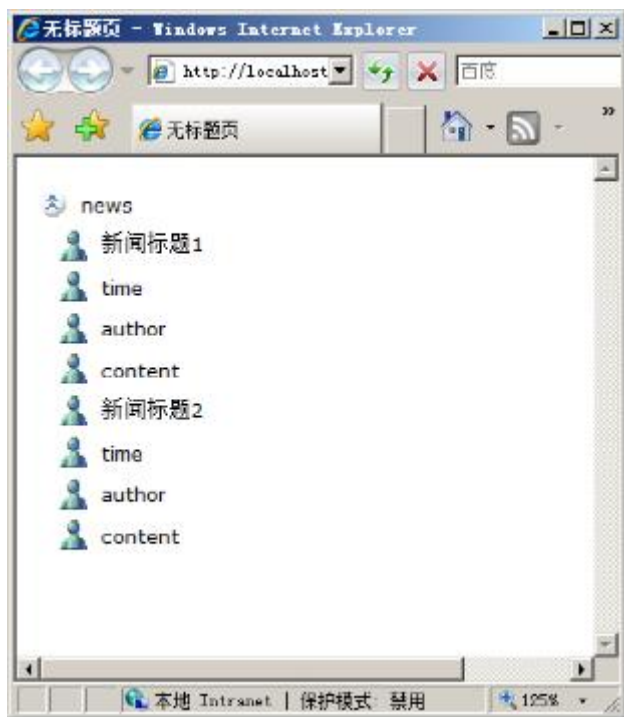 无标题页 - Windows Internet Explorer
http://localhost
百度
无标题页
»
news
新闻标题1
time
author
content
新闻标题2
time
author
content
本地 Intranet | 保护模式: 禁用
125%